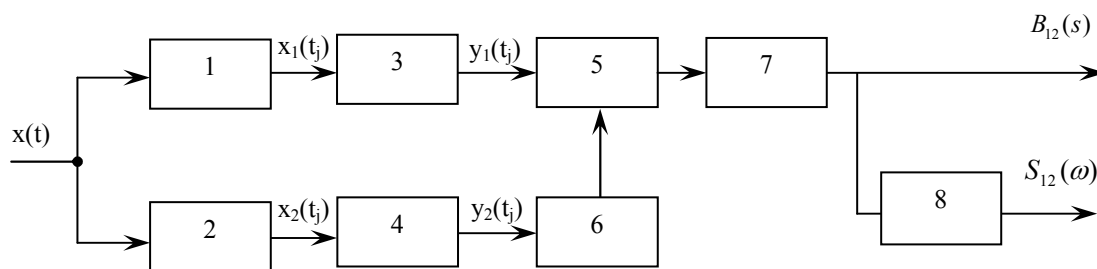 B₁₂(s)
x₁(tⱼ) y₁(tⱼ)
1 3 5 7
x(t)
S₁₂(ω)
x₂(tⱼ) y₂(tⱼ)
2 4 6 8